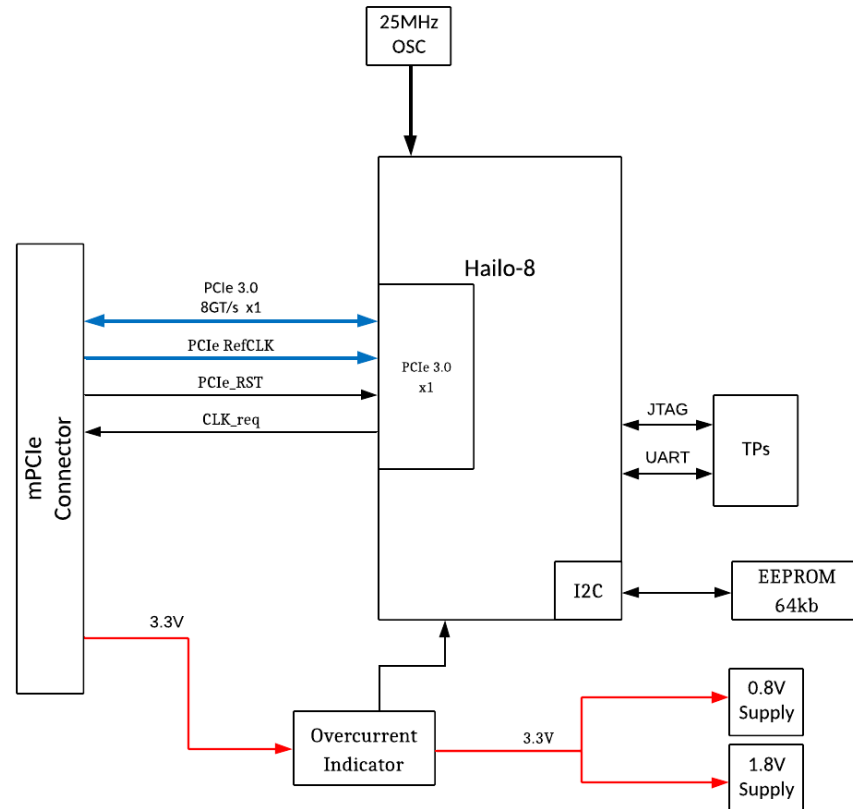 25MHz
OSC
Hailo-8
PCIe 3.0
8GT/s x1
PCIe RefCLK
PCIe_RST
CLK_req
PCIe 3.0
x1
mPCIe
Connector
JTAG
UART
TPs
I2C
EEPROM
64kb
3.3V
Overcurrent
Indicator
3.3V
0.8V
Supply
1.8V
Supply